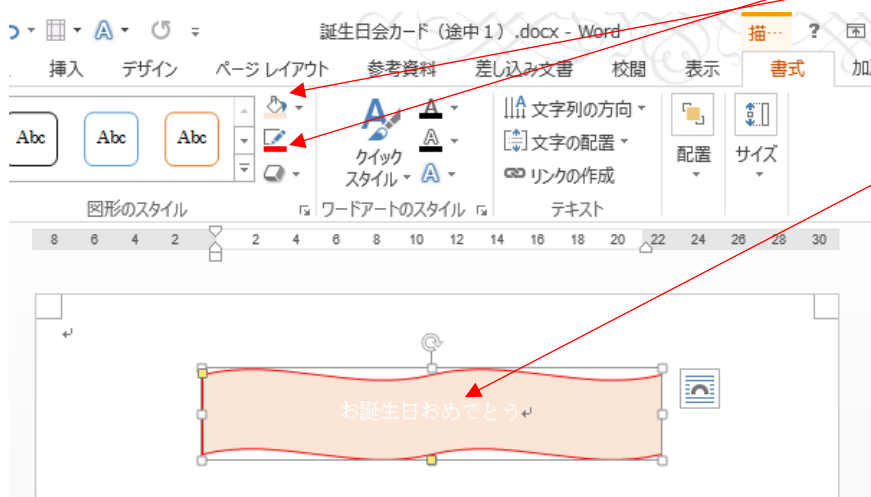 誕生日会カード（途中1）.docx - Word
描… ?
挿入 デザイン ページ レイアウト 参考資料 差し込み文書 校閲 表示 書式
Abc Abc Abc
クイック
スタイル
A A A A
文字列の方向
文字の配置
リンクの作成
配置 サイズ
図形のスタイル ワードアートのスタイル テキスト
8 6 4 2 2 4 6 8 10 12 14 16 18 20 22 24 26 28 30
お誕生日おめでとう